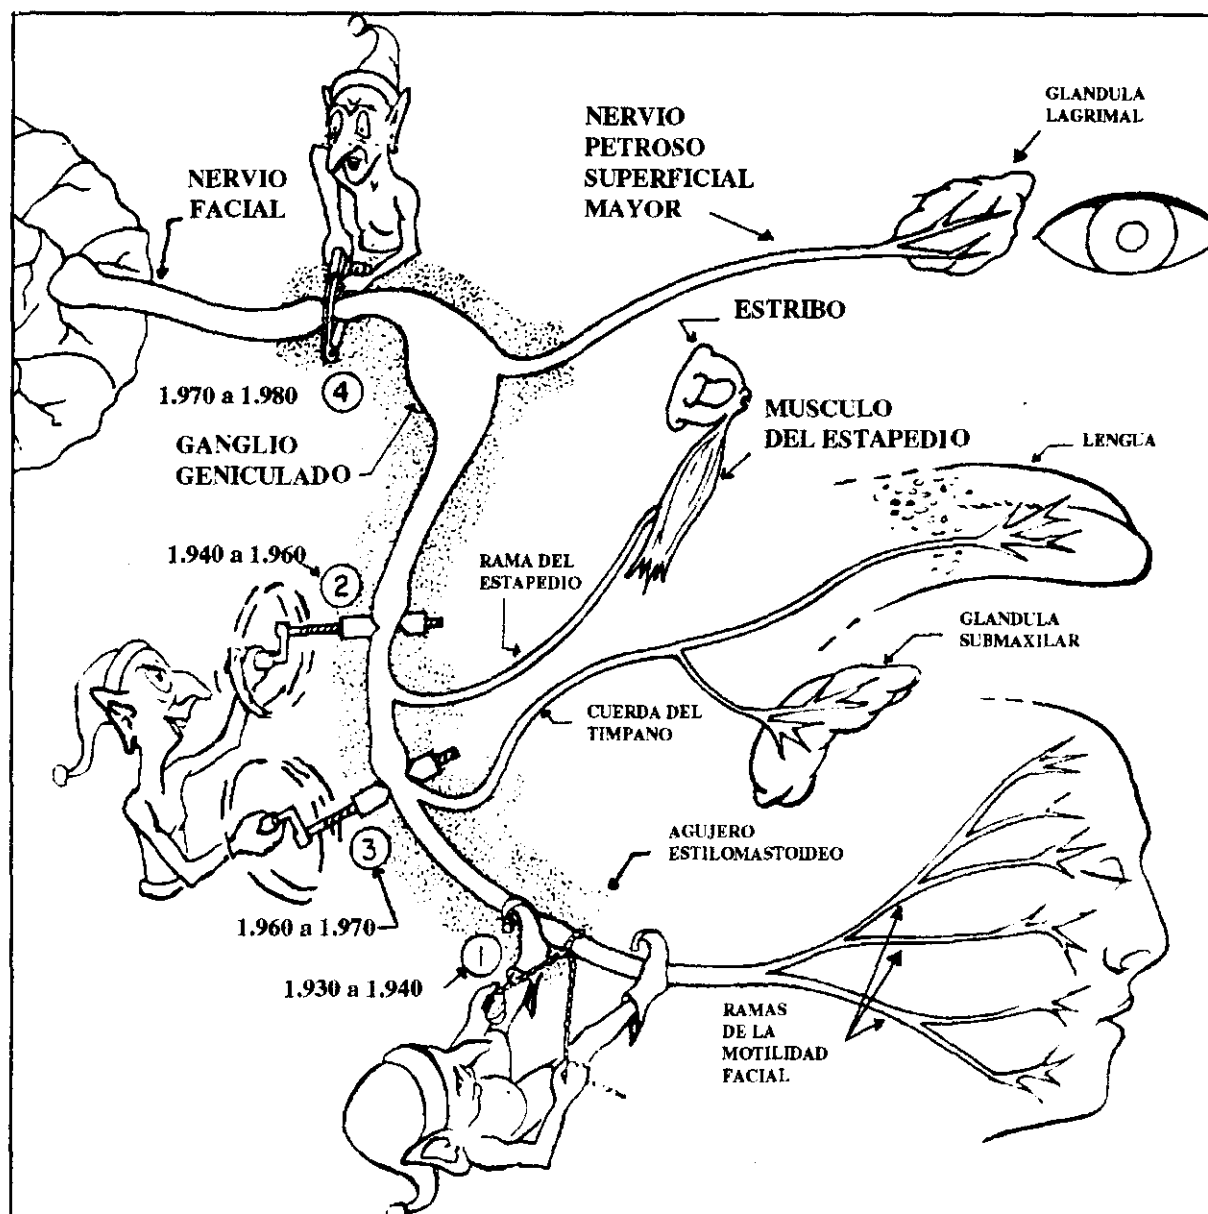 GLANDULA
LAGRIMAL
NERVIO
PETROSO
SUPERFICIAL
MAYOR
NERVIO
FACIAL
ESTRIBO
1.970 a 1.980
4
MUSCULO
DEL ESTAPEDIO
LENGUA
GANGLIO
GENICULADO
1.940 a 1.960
2
RAMA DEL
ESTAPEDIO
GLANDULA
SUBMAXILAR
CUERDA DEL
TIMPANO
AGUJERO
ESTILOMASTOIDEO
3
1.960 a 1.970
1
1.930 a 1.940
RAMAS
DE LA
MOTILIDAD
FACIAL